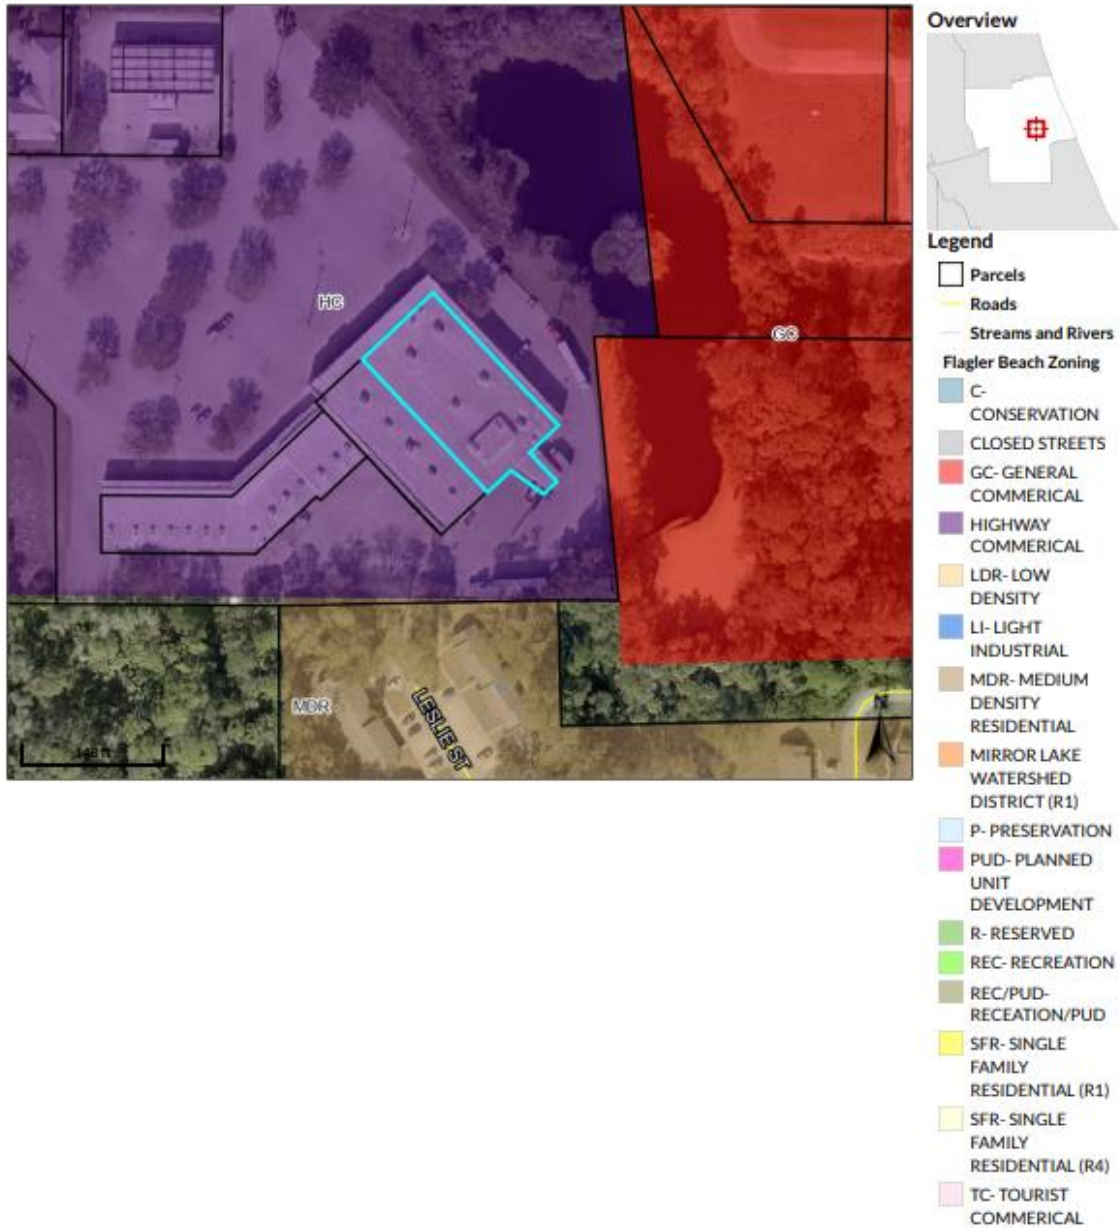 Overview
Legend
Parcels
Roads
Streams and Rivers
Flagler Beach Zoning
C-
CONSERVATION
CLOSED STREETS
GC- GENERAL
COMMERICAL
HIGHWAY
COMMERICAL
LDR- LOW
DENSITY
LI- LIGHT
INDUSTRIAL
MDR- MEDIUM
DENSITY
RESIDENTIAL
MIRROR LAKE
WATERSHED
DISTRICT (R1)
P- PRESERVATION
PUD- PLANNED
UNIT
DEVELOPMENT
R- RESERVED
REC- RECREATION
REC/PUD-
RECEATION/PUD
SFR- SINGLE
FAMILY
RESIDENTIAL (R1)
SFR- SINGLE
FAMILY
RESIDENTIAL (R4)
TC- TOURIST
COMMERICAL
HC
GC
MDR
LESLIE ST
N